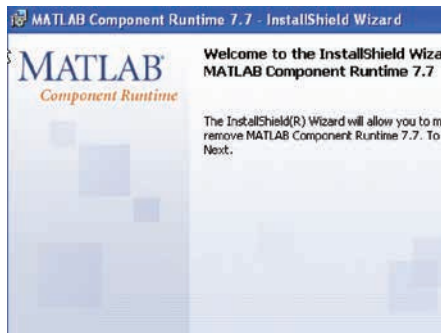 MATLAB Component Runtime 7.7 - InstallShield Wizard
MATLAB
Component Runtime
Welcome to the InstallShield Wiza
MATLAB Component Runtime 7.7
The InstallShield(R) Wizard will allow you to m
remove MATLAB Component Runtime 7.7. To
Next.